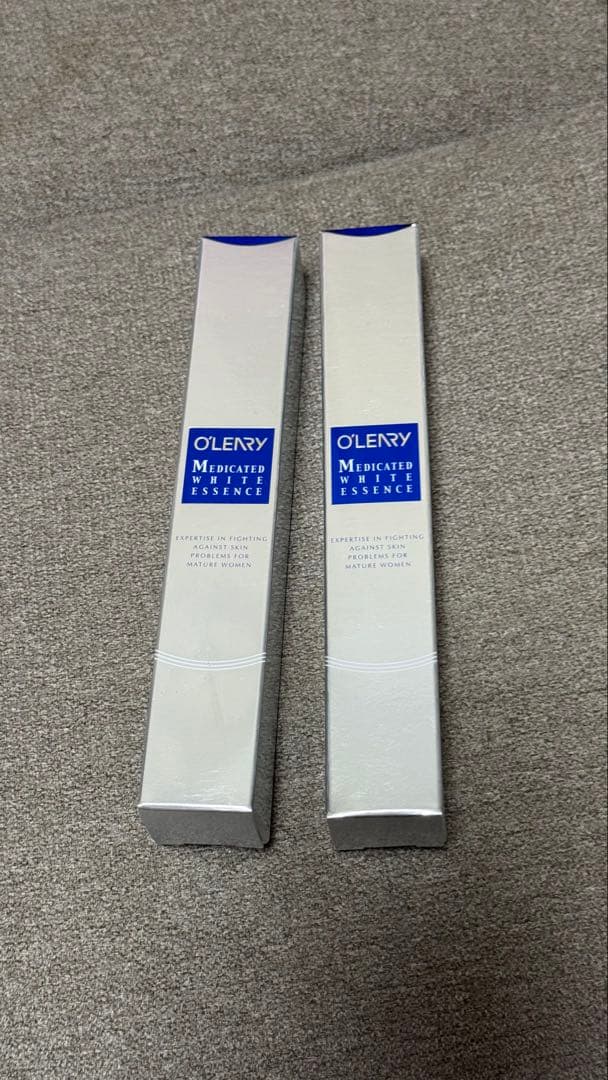 O'LEARY
MEDICATED
WHITE
ESSENCE
EXPERTISE IN FIGHTING
AGAINST SKIN
PROBLEMS FOR
MATURE WOMEN
O'LEARY
MEDICATED
WHITE
ESSENCE
EXPERTISE IN FIGHTING
AGAINST SKIN
PROBLEMS FOR
MATURE WOMEN